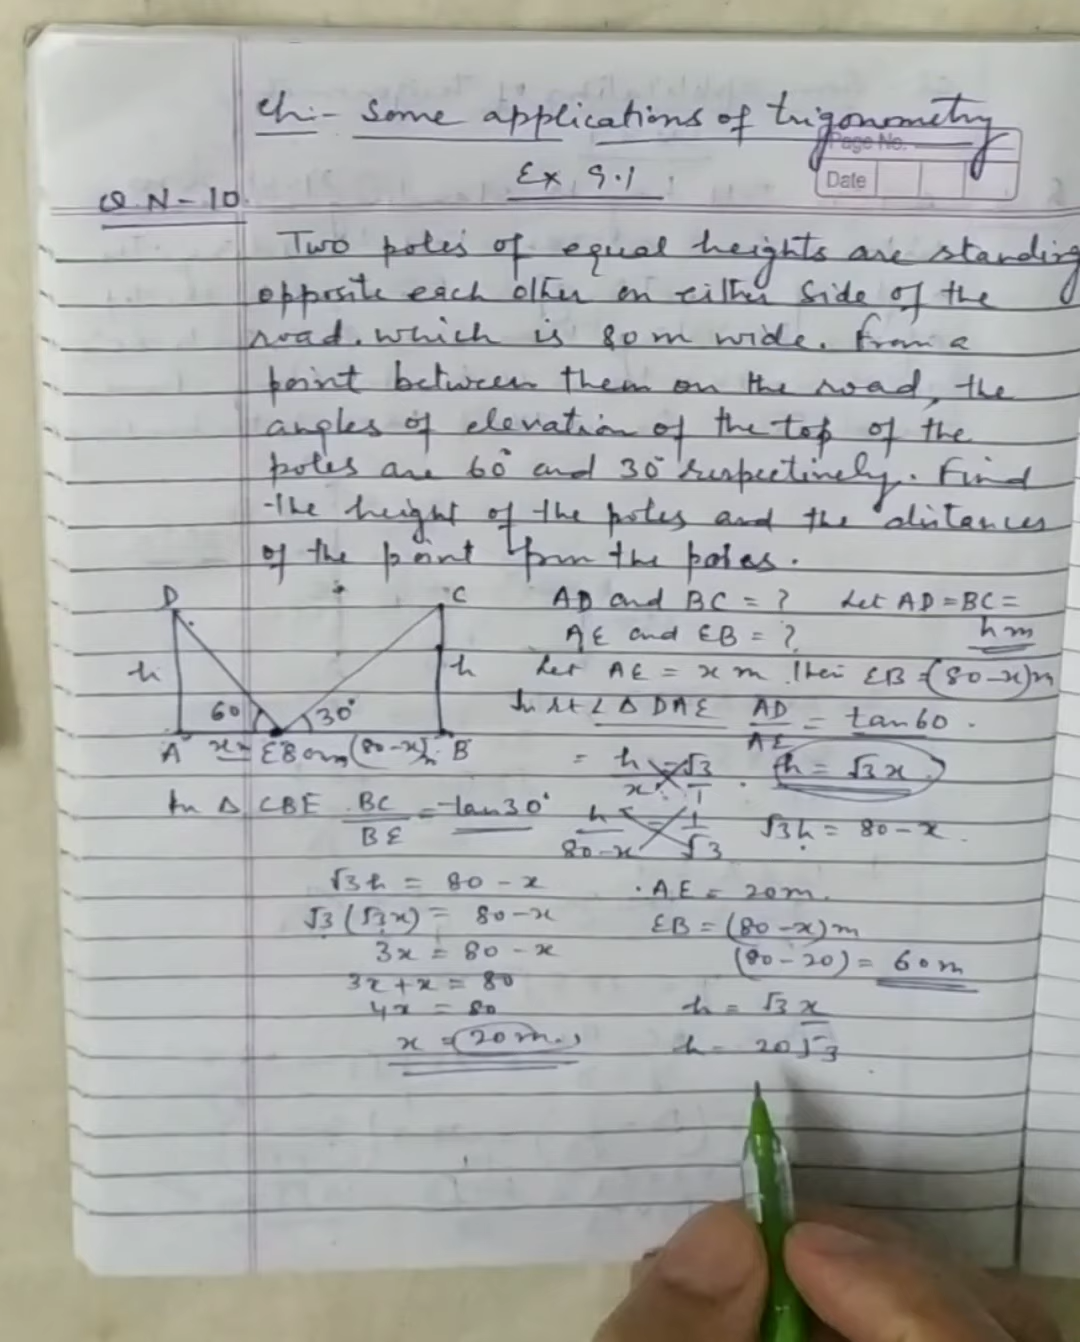 Ch:- Some applications of trigonometry
Page No.
Ex 9.1
Date
Q.N-10
Two poles of equal heights are standing
opposite each other on either side of the
road. which is 80m wide. From a
point between them on the road, the
angles of elevation of the top of the
poles are 60° and 30° respectively. Find
the height of the poles and the distances
of the point from the poles.
D C
AD and BC = ? Let AD = BC =
h m
AE and EB = ?
h h
Let AE = x m then EB = (80-x)m
60 30°
In rt ∠ Δ DAE AD/AE = tan60
A x E 80m (80-x)m B
= h/x = √3/1 . h = √3x
In Δ CBE BC/BE = tan30° h/80-x = 1/√3 √3h = 80-x
√3h = 80-x
√3(√3x) = 80-x
3x = 80-x
3x+x = 80
4x = 80
x = 20m.
AE = 20m.
EB = (80-x)m
(80-20) = 60m
h = √3x
h = 20√3